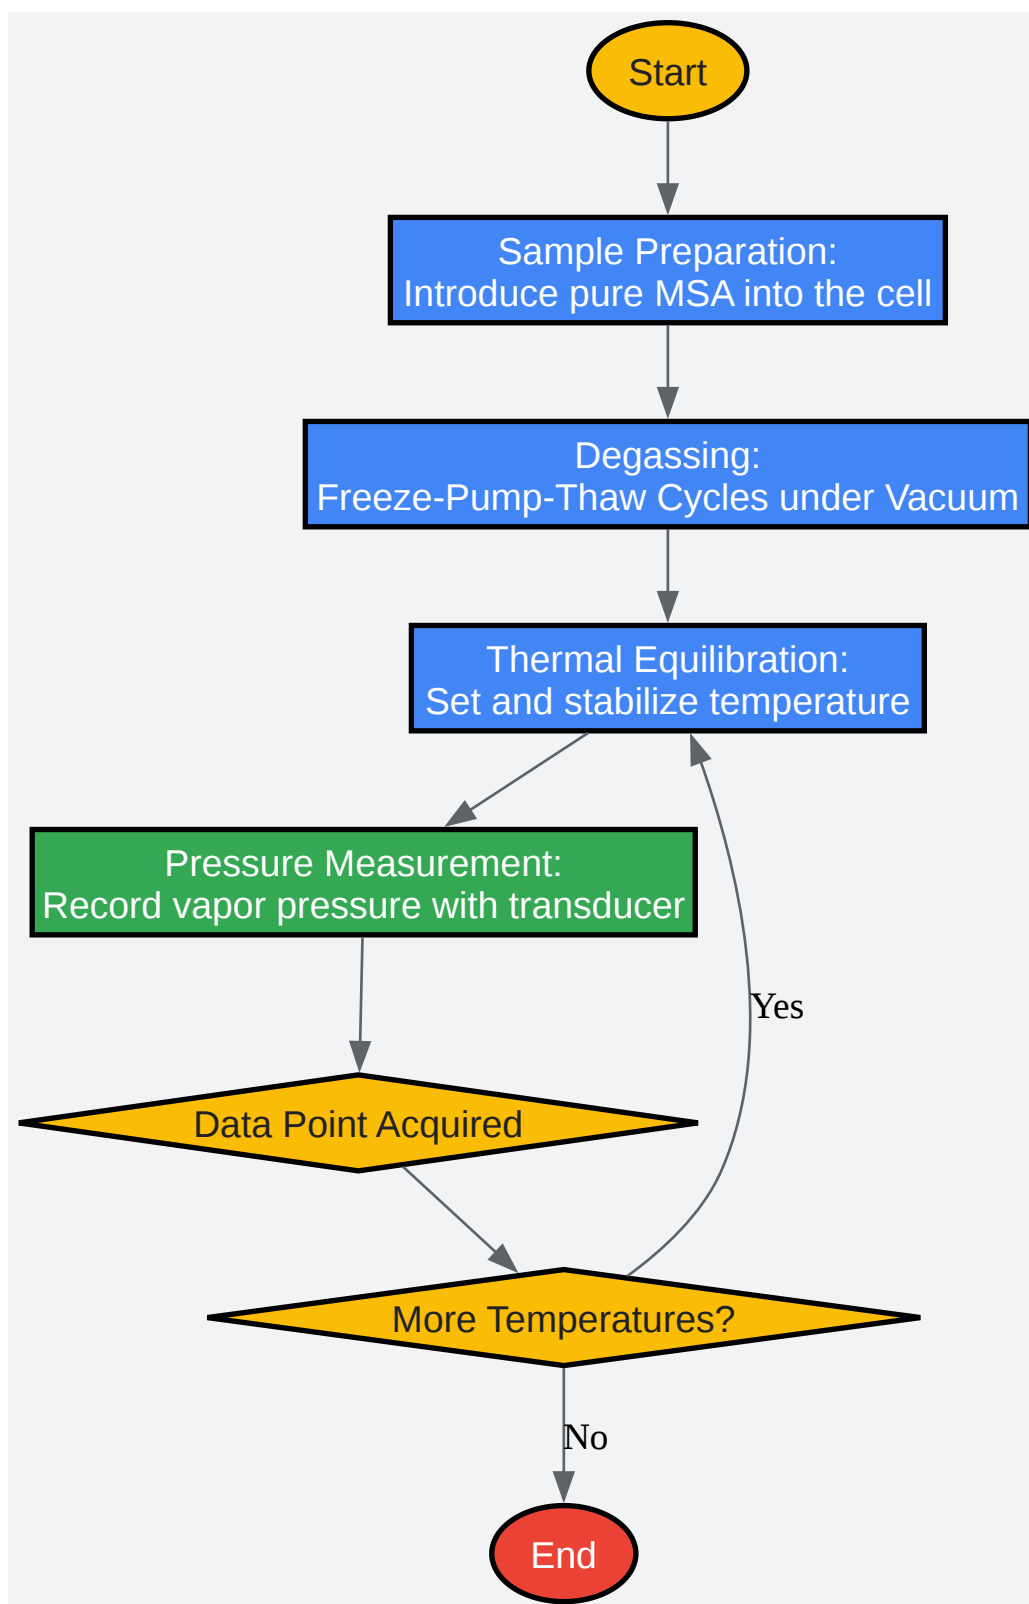 Start
Sample Preparation:
Introduce pure MSA into the cell
Degassing:
Freeze-Pump-Thaw Cycles under Vacuum
Thermal Equilibration:
Set and stabilize temperature
Pressure Measurement:
Record vapor pressure with transducer
Yes
Data Point Acquired
More Temperatures?
No
End